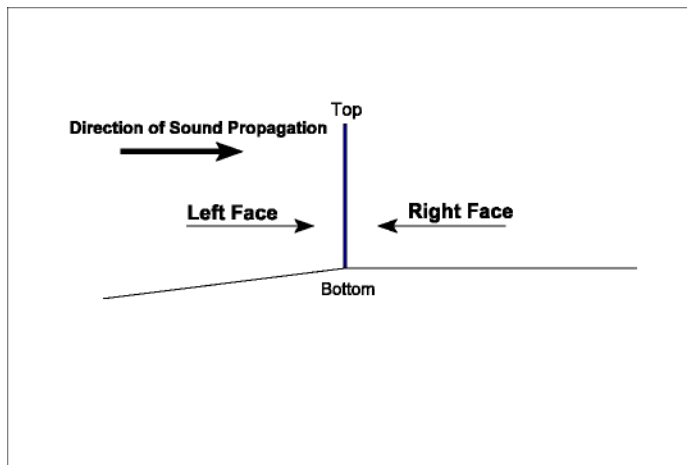 Top
Direction of Sound Propagation
Left Face
Right Face
Bottom